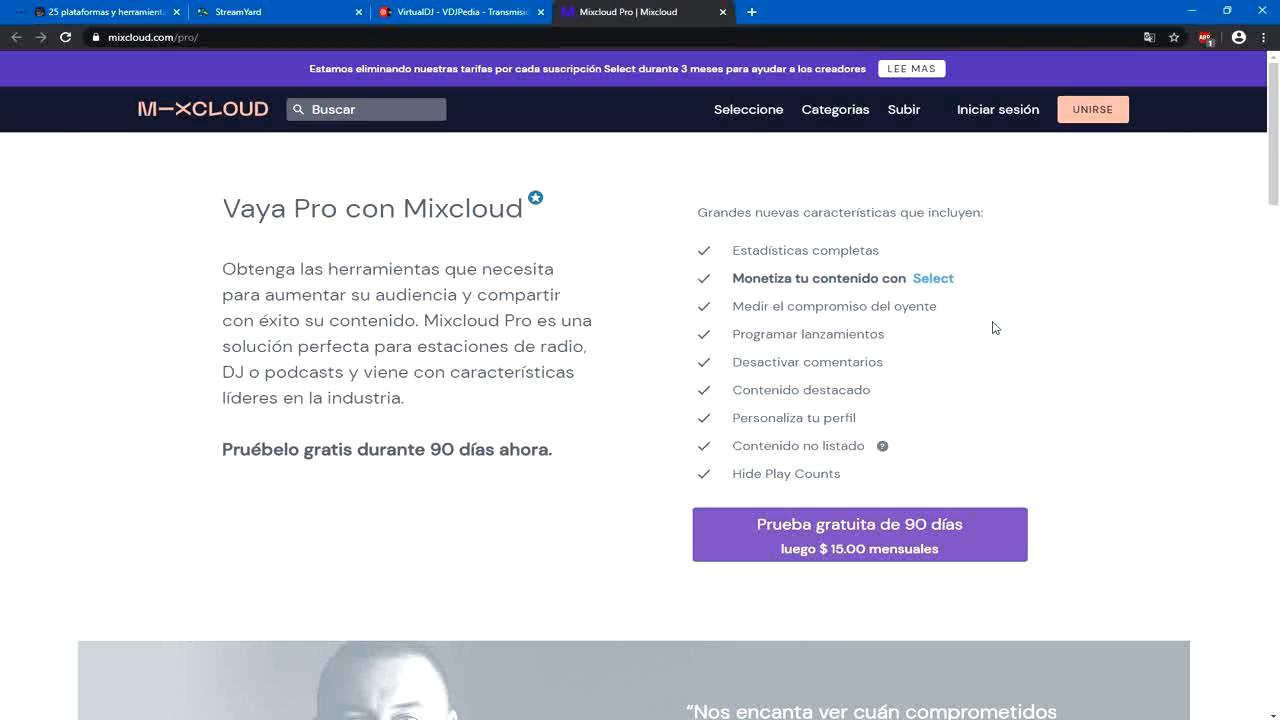 25 plataformas y herramienta
StreamYard
VirtualDJ - VDJPedia - Transmisió
Mixcloud Pro | Mixcloud
mixcloud.com/pro/
Estamos eliminando nuestras tarifas por cada suscripción Select durante 3 meses para ayudar a los creadores
LEE MAS
MIXCLOUD
Buscar
Seleccione
Categorias
Subir
Iniciar sesión
UNIRSE
Vaya Pro con Mixcloud
Obtenga las herramientas que necesita
para aumentar su audiencia y compartir
con éxito su contenido. Mixcloud Pro es una
solución perfecta para estaciones de radio,
DJ o podcasts y viene con características
líderes en la industria.
Pruébelo gratis durante 90 días ahora.
Grandes nuevas características que incluyen:
Estadísticas completas
Monetiza tu contenido con Select
Medir el compromiso del oyente
Programar lanzamientos
Desactivar comentarios
Contenido destacado
Personaliza tu perfil
Contenido no listado ?
Hide Play Counts
Prueba gratuita de 90 días
luego $ 15.00 mensuales
“Nos encanta ver cuán comprometidos